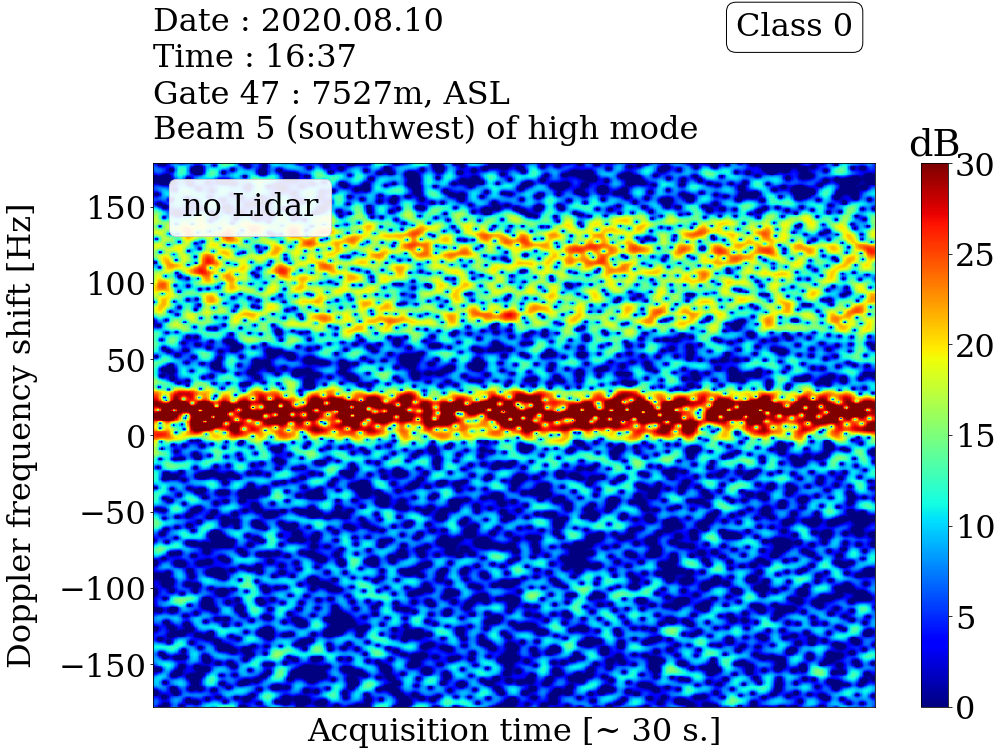 Date : 2020.08.10
Time : 16:37
Gate 47 : 7527m, ASL
Beam 5 (southwest) of high mode
Class 0
no Lidar
Doppler frequency shift [Hz]
150
100
50
0
−50
−100
−150
Acquisition time [~ 30 s.]
dB
30
25
20
15
10
5
0